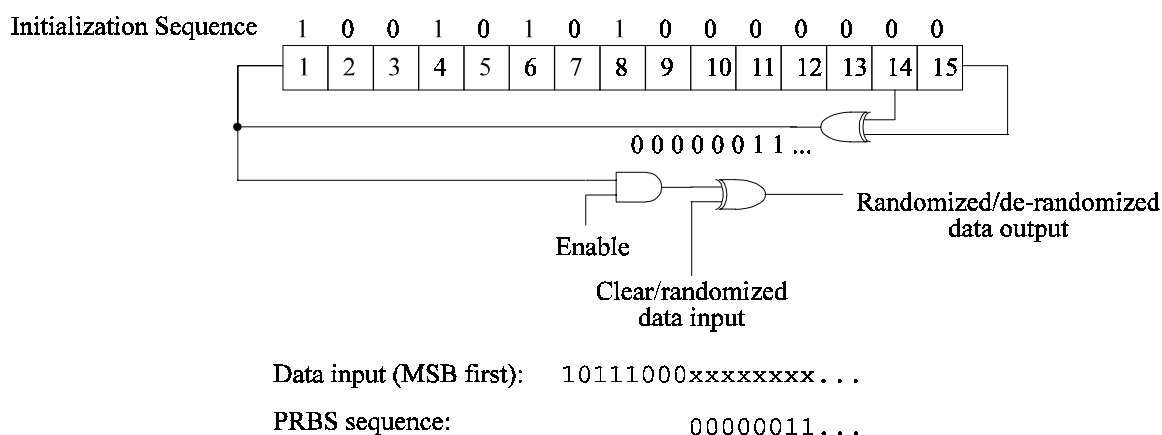 Initialization Sequence 1 0 0 1 0 1 0 1 0 0 0 0 0 0 0
1 2 3 4 5 6 7 8 9 10 11 12 13 14 15
0 0 0 0 0 0 1 1 ...
Enable
Randomized/de-randomized
data output
Clear/randomized
data input
Data input (MSB first): 10111000xxxxxxxx...
PRBS sequence: 00000011...